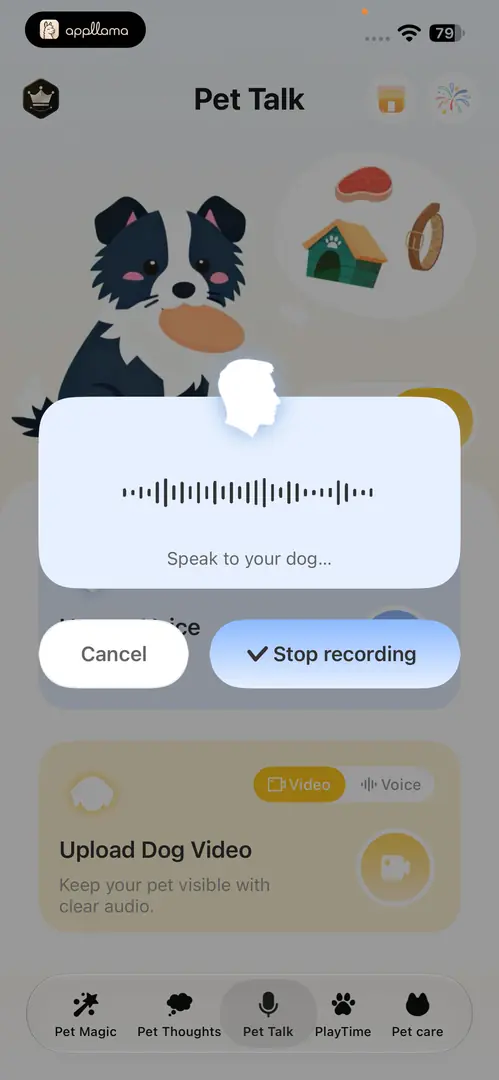 appllama
79
Pet Talk
Speak to your dog...
Cancel
Stop recording
Video
Voice
Upload Dog Video
Keep your pet visible with
clear audio.
Pet Magic
Pet Thoughts
Pet Talk
PlayTime
Pet care